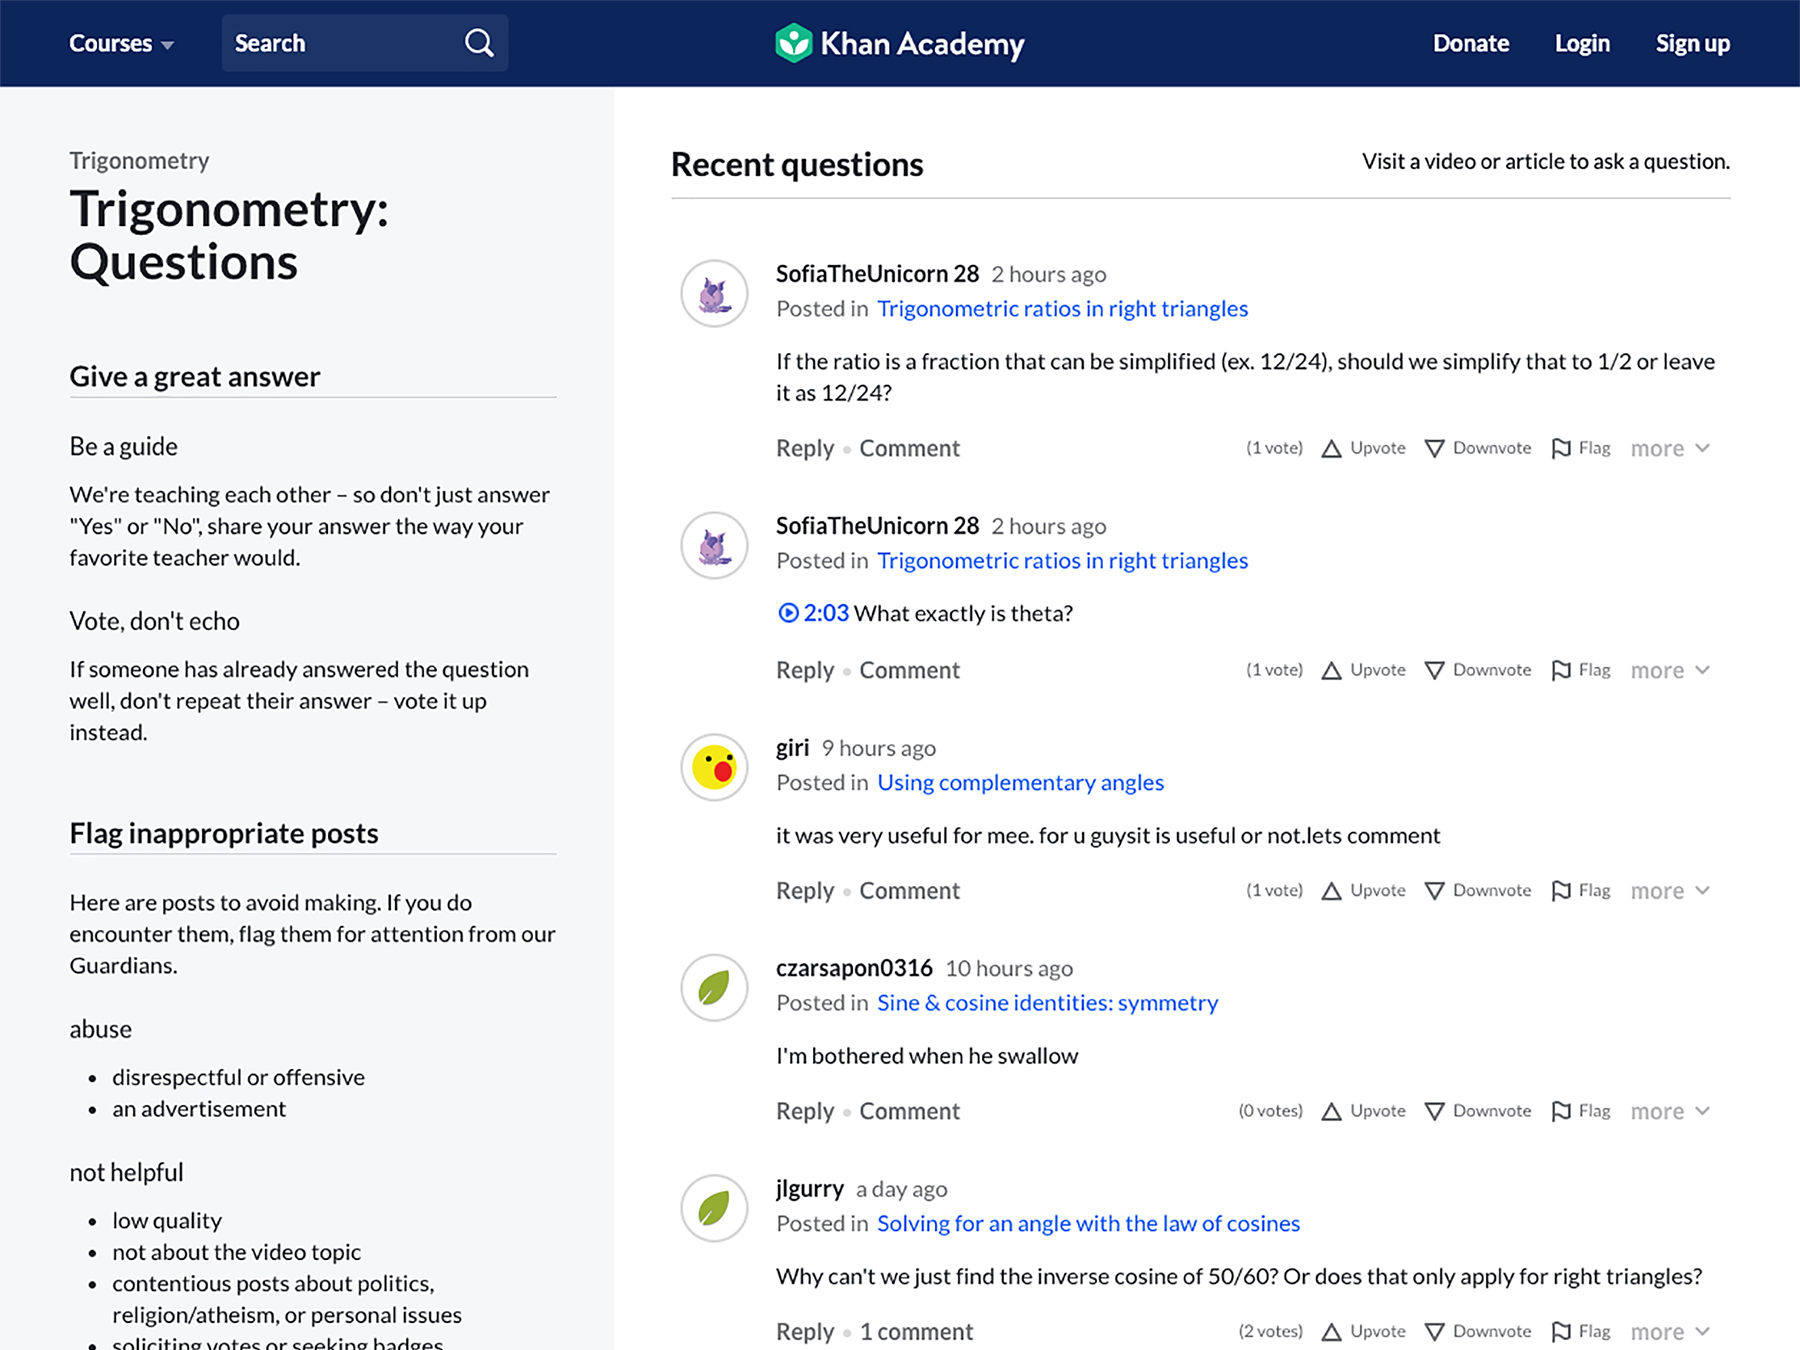 Courses
Search
Khan Academy
Donate
Login
Sign up
Trigonometry
Trigonometry:
Questions
Give a great answer
Be a guide
We're teaching each other – so don't just answer
"Yes" or "No", share your answer the way your
favorite teacher would.
Vote, don't echo
If someone has already answered the question
well, don't repeat their answer – vote it up
instead.
Flag inappropriate posts
Here are posts to avoid making. If you do
encounter them, flag them for attention from our
Guardians.
abuse
• disrespectful or offensive
• an advertisement
not helpful
• low quality
• not about the video topic
• contentious posts about politics,
religion/atheism, or personal issues
• soliciting votes or seeking badges
Recent questions
Visit a video or article to ask a question.
SofiaTheUnicorn 28 2 hours ago
Posted in Trigonometric ratios in right triangles
If the ratio is a fraction that can be simplified (ex. 12/24), should we simplify that to 1/2 or leave
it as 12/24?
Reply • Comment (1 vote) Upvote Downvote Flag more
SofiaTheUnicorn 28 2 hours ago
Posted in Trigonometric ratios in right triangles
2:03 What exactly is theta?
Reply • Comment (1 vote) Upvote Downvote Flag more
giri 9 hours ago
Posted in Using complementary angles
it was very useful for mee. for u guysit is useful or not.lets comment
Reply • Comment (1 vote) Upvote Downvote Flag more
czarsapon0316 10 hours ago
Posted in Sine & cosine identities: symmetry
I'm bothered when he swallow
Reply • Comment (0 votes) Upvote Downvote Flag more
jlgurry a day ago
Posted in Solving for an angle with the law of cosines
Why can't we just find the inverse cosine of 50/60? Or does that only apply for right triangles?
Reply • 1 comment (2 votes) Upvote Downvote Flag more